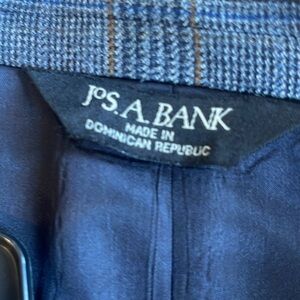 JOS. A. BANK
MADE IN
DOMINICAN REPUBLIC